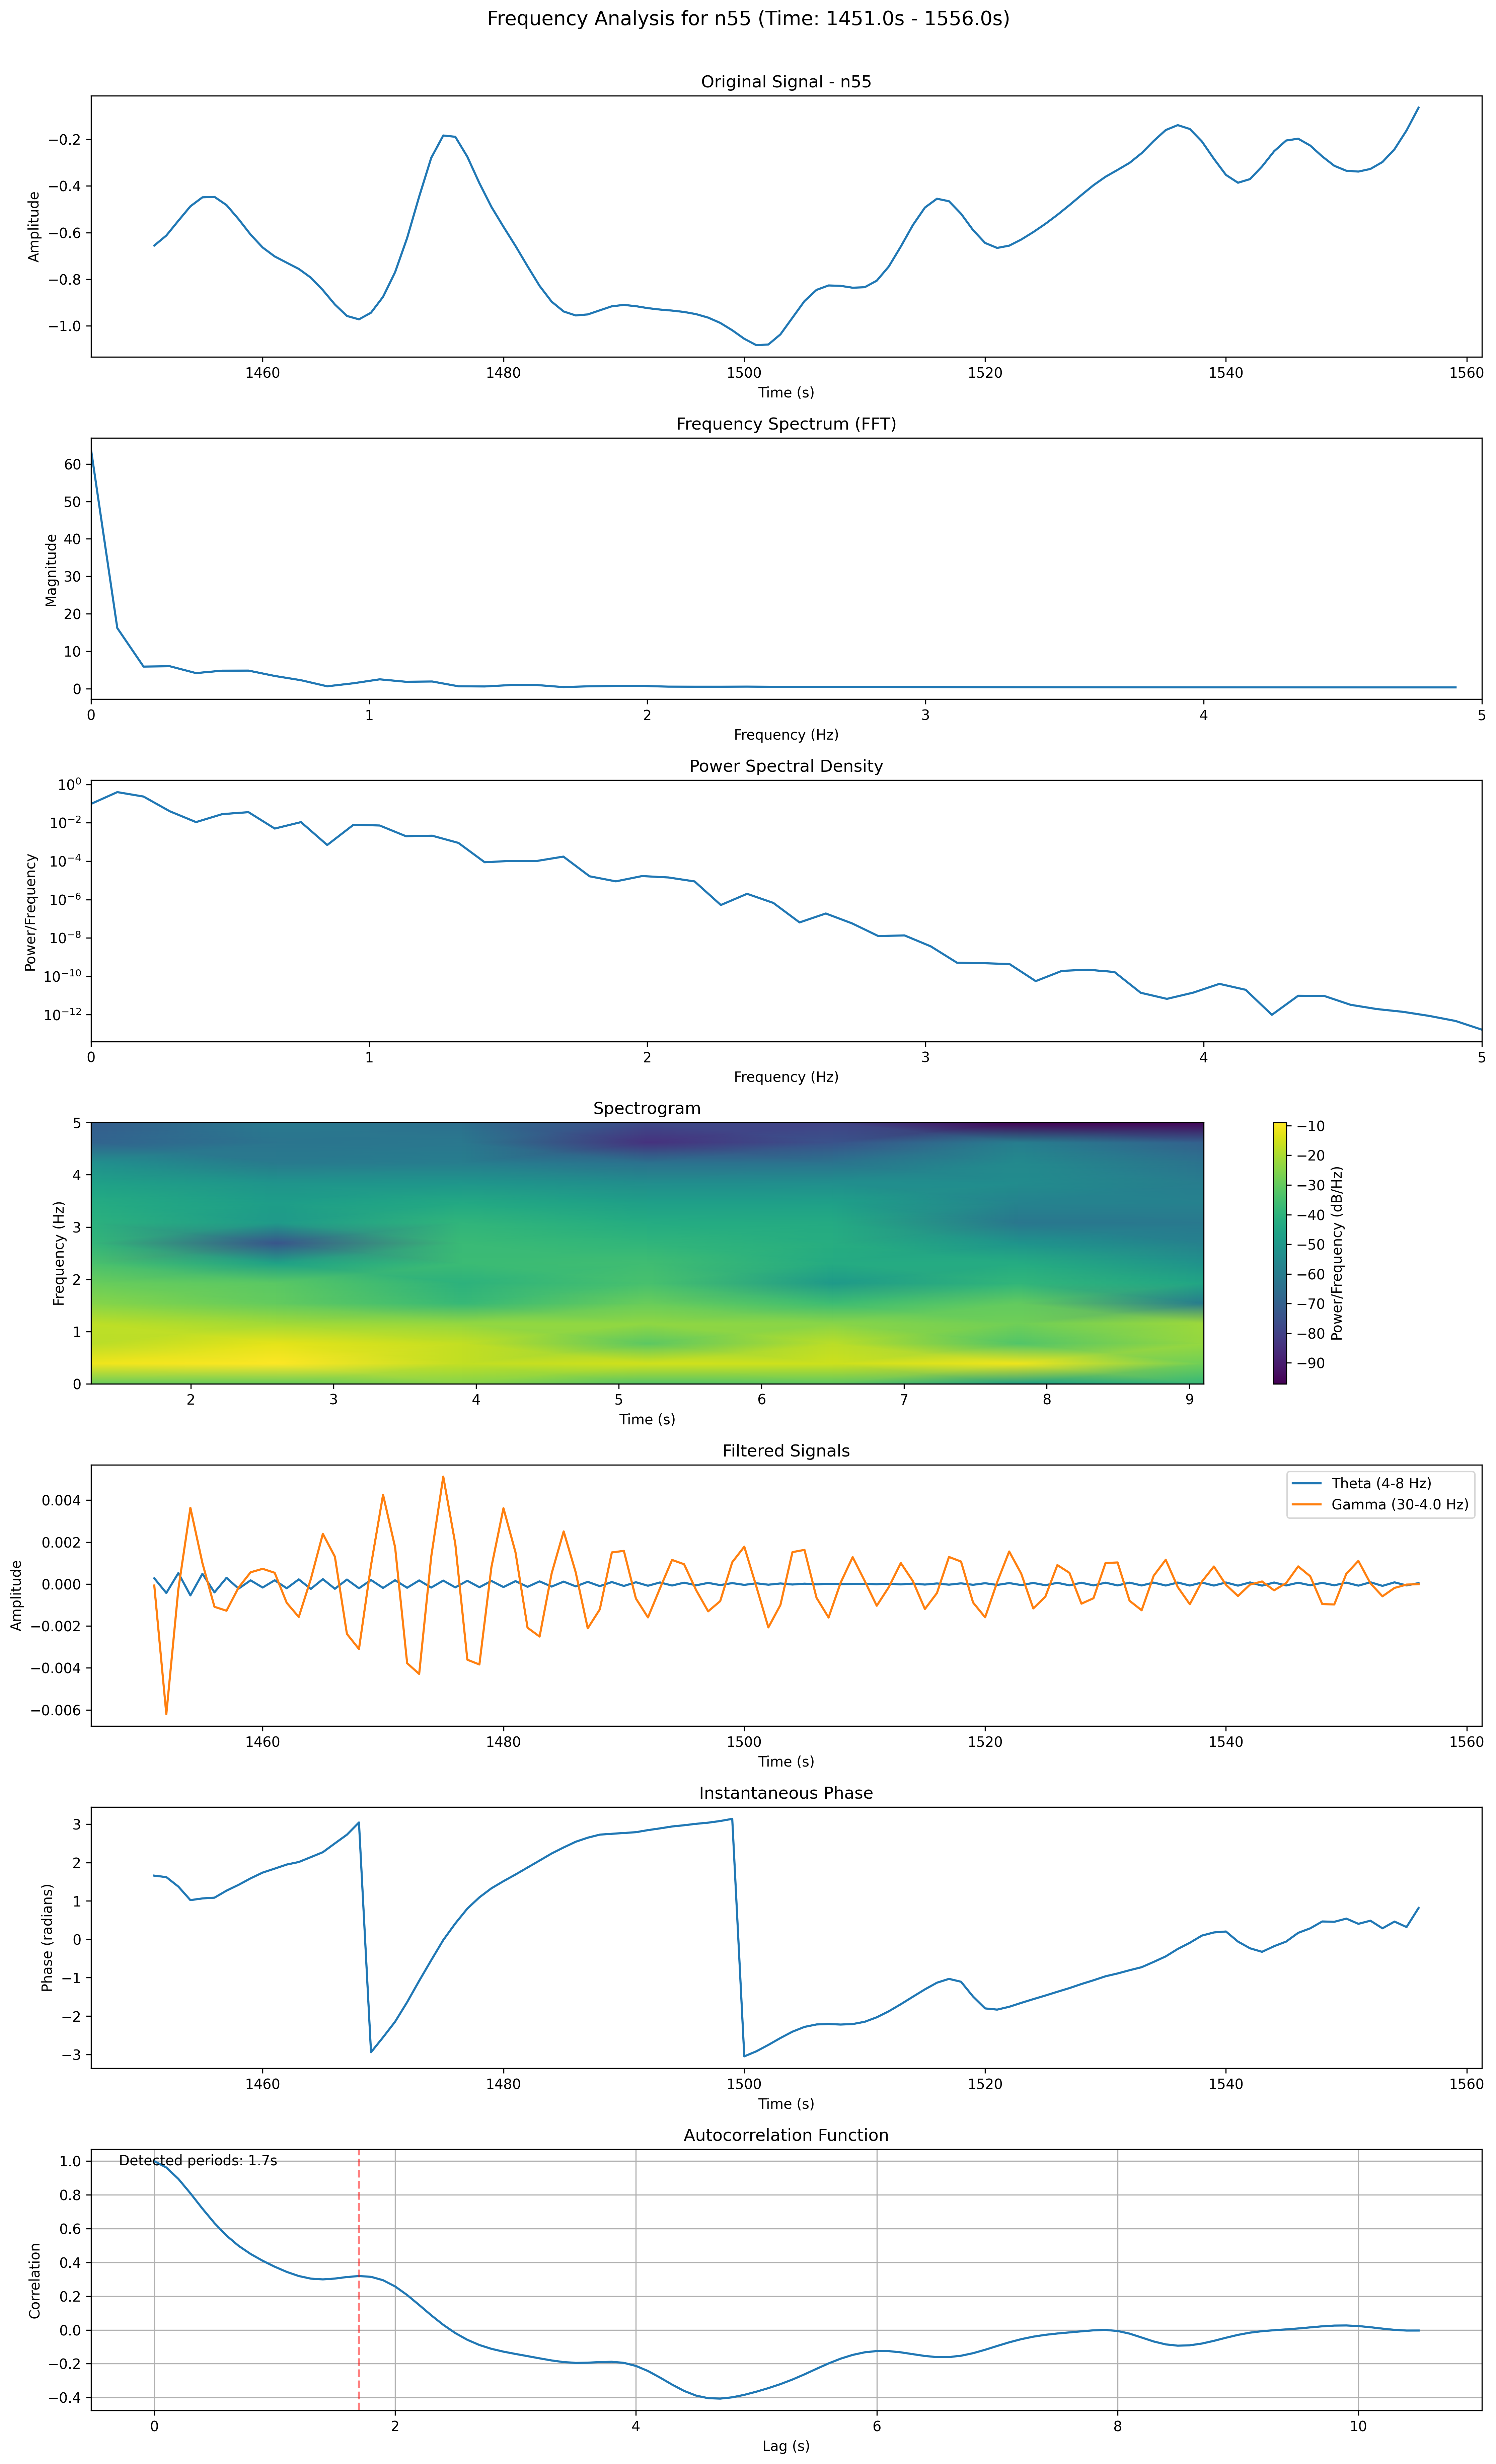 Frequency Analysis for n55 (Time: 1451.0s - 1556.0s)
Original Signal - n55
Amplitude
−0.2
−0.4
−0.6
−0.8
−1.0
1460 1480 1500 1520 1540 1560
Time (s)
Frequency Spectrum (FFT)
Magnitude
60
50
40
30
20
10
0
0 1 2 3 4 5
Frequency (Hz)
Power Spectral Density
Power/Frequency
10⁰
10⁻²
10⁻⁴
10⁻⁶
10⁻⁸
10⁻¹⁰
10⁻¹²
0 1 2 3 4 5
Frequency (Hz)
Spectrogram
Frequency (Hz)
5
4
3
2
1
0
2 3 4 5 6 7 8 9
Time (s)
−10
−20
−30
−40
−50
−60
−70
−80
−90
Power/Frequency (dB/Hz)
Filtered Signals
Amplitude
0.004
0.002
0.000
−0.002
−0.004
−0.006
Theta (4-8 Hz)
Gamma (30-4.0 Hz)
1460 1480 1500 1520 1540 1560
Time (s)
Instantaneous Phase
Phase (radians)
3
2
1
0
−1
−2
−3
1460 1480 1500 1520 1540 1560
Time (s)
Autocorrelation Function
Detected periods: 1.7s
Correlation
1.0
0.8
0.6
0.4
0.2
0.0
−0.2
−0.4
0 2 4 6 8 10
Lag (s)